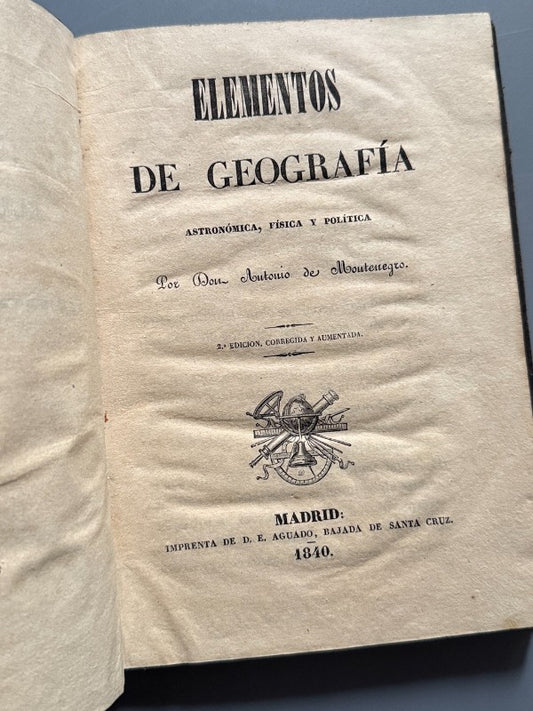 ELEMENTOS
DE GEOGRAFÍA
ASTRONÓMICA, FÍSICA Y POLÍTICA
Por Don Antonio de Montenegro.
2.ª EDICION, CORREGIDA Y AUMENTADA.
MADRID:
IMPRENTA DE D. E. AGUADO, BAJADA DE SANTA CRUZ.
1840.